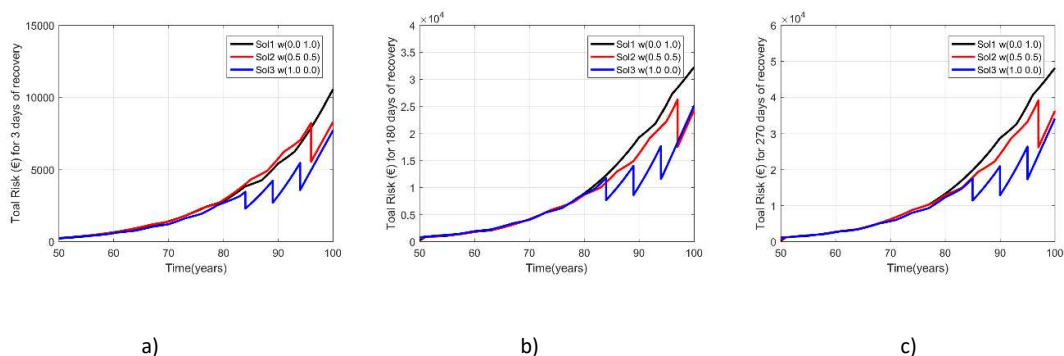 15000
10000
5000
0
50
60
70
80
90
100
Time(years)
Toal Risk (€) for 3 days of recovery
Sol1 w(0.0 1.0)
Sol2 w(0.5 0.5)
Sol3 w(1.0 0.0)
a)
×10⁴
4
3.5
3
2.5
2
1.5
1
0.5
0
50
60
70
80
90
100
Time(years)
Toal Risk (€) for 180 days of recovery
Sol1 w(0.0 1.0)
Sol2 w(0.5 0.5)
Sol3 w(1.0 0.0)
b)
×10⁴
6
5
4
3
2
1
0
50
60
70
80
90
100
Time(years)
Toal Risk (€) for 270 days of recovery
Sol1 w(0.0 1.0)
Sol2 w(0.5 0.5)
Sol3 w(1.0 0.0)
c)